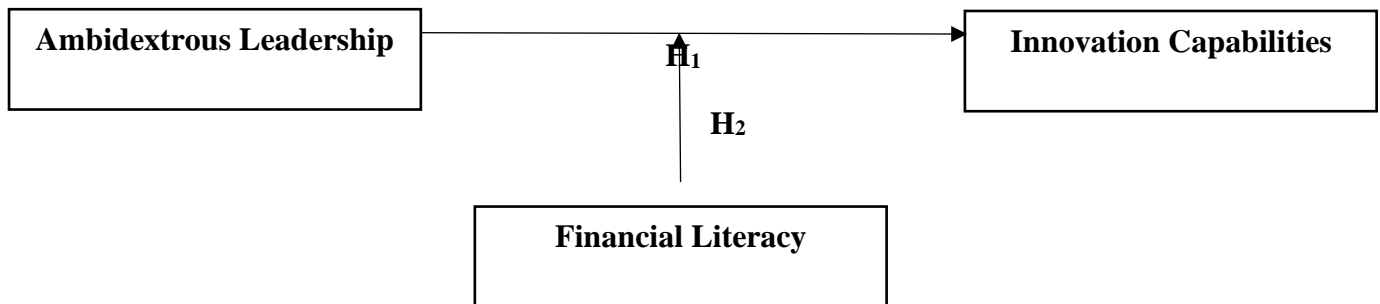 Ambidextrous Leadership
Innovation Capabilities
H₁
H₂
Financial Literacy